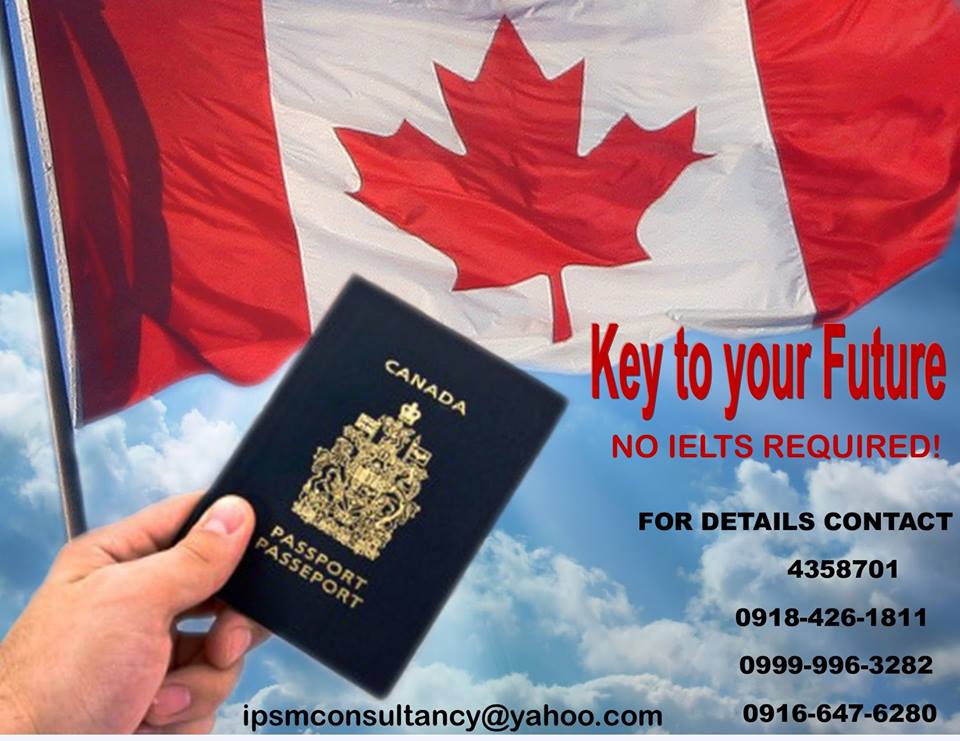 CANADA
PASSPORT
PASSEPORT
Key to your Future
NO IELTS REQUIRED!
FOR DETAILS CONTACT
4358701
0918-426-1811
0999-996-3282
0916-647-6280
ipsmconsultancy@yahoo.com